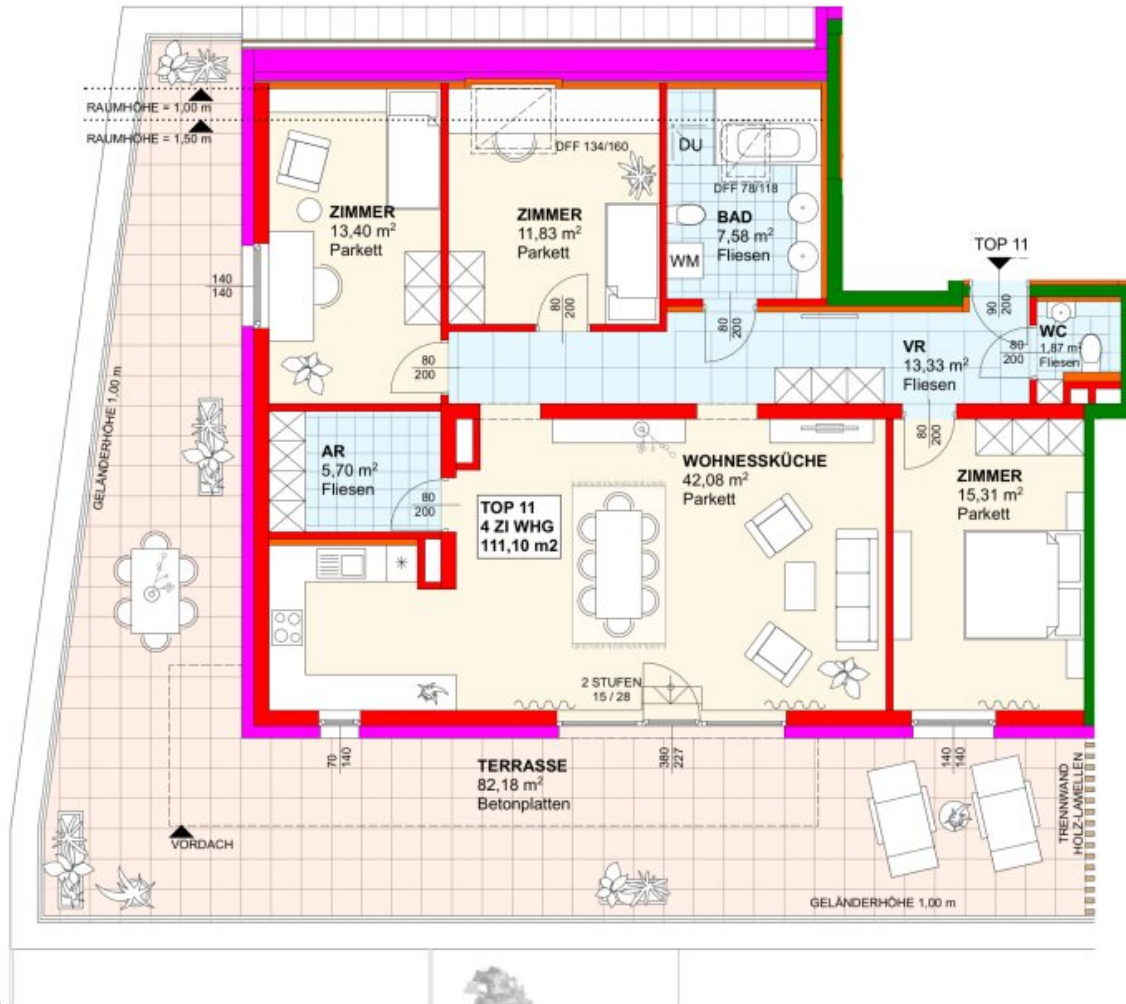 RAUMHÖHE = 1,00 m
RAUMHÖHE = 1,50 m
DFF 134/160
DU
DFF 78/118
ZIMMER
13,40 m²
Parkett
ZIMMER
11,83 m²
Parkett
BAD
7,58 m²
Fliesen
WM
TOP 11
140
140
80
200
80
200
90
200
WC
1,87 m²
Fliesen
80
200
VR
13,33 m²
Fliesen
80
200
GELÄNDERHÖHE 1,00 m
AR
5,70 m²
Fliesen
80
200
WOHNESSKÜCHE
42,08 m²
Parkett
80
200
ZIMMER
15,31 m²
Parkett
TOP 11
4 ZI WHG
111,10 m2
2 STUFEN
15 / 28
70
140
TERRASSE
82,18 m²
Betonplatten
380
227
140
140
TRENNWAND
HOLZ-LAMELLEN
VORDACH
GELÄNDERHÖHE 1,00 m